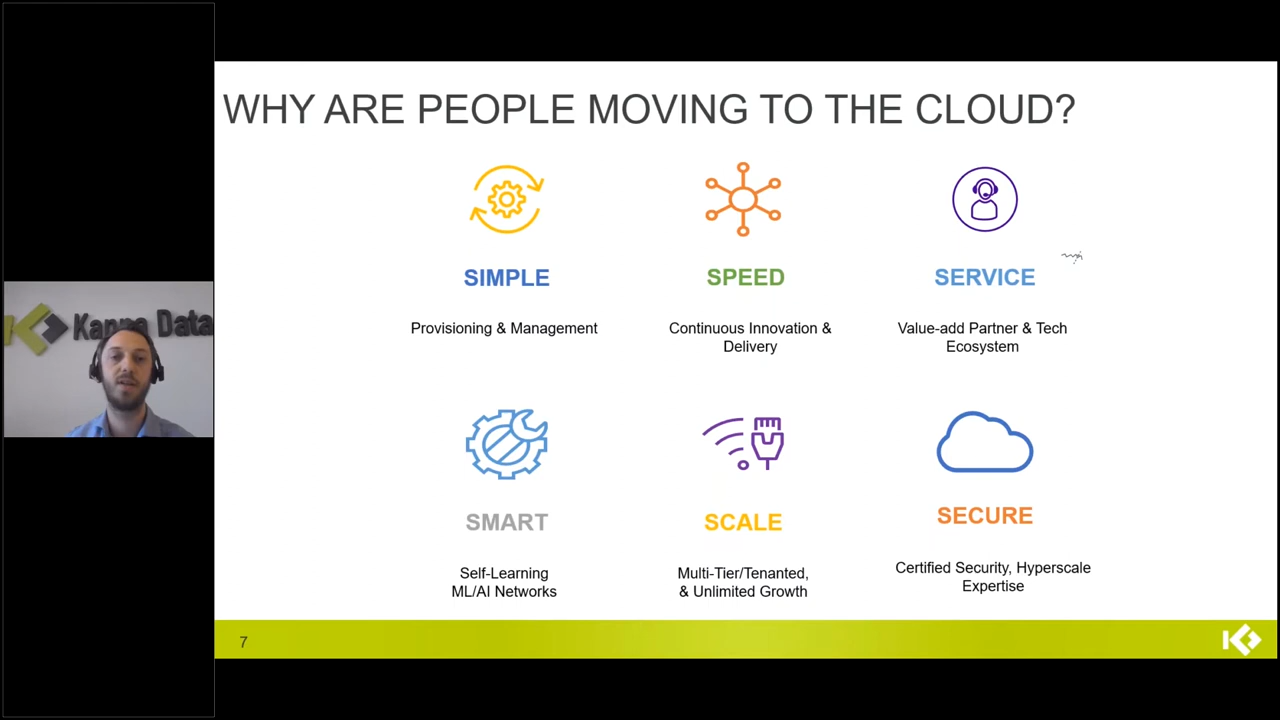 WHY ARE PEOPLE MOVING TO THE CLOUD?
SIMPLE
Provisioning & Management
SPEED
Continuous Innovation &
Delivery
SERVICE
Value-add Partner & Tech
Ecosystem
SMART
Self-Learning
ML/AI Networks
SCALE
Multi-Tier/Tenanted,
& Unlimited Growth
SECURE
Certified Security, Hyperscale
Expertise
7
Kappa Data